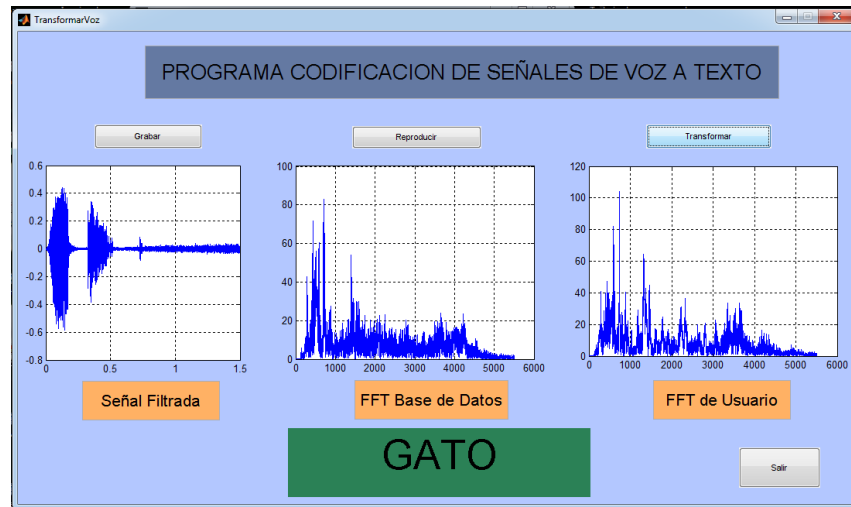 TransformarVoz
PROGRAMA CODIFICACION DE SEÑALES DE VOZ A TEXTO
Grabar
Reproducir
Transformar
0.6
0.4
0.2
0
-0.2
-0.4
-0.6
-0.8
0 0.5 1 1.5
100
80
60
40
20
0
0 1000 2000 3000 4000 5000 6000
120
100
80
60
40
20
0
0 1000 2000 3000 4000 5000 6000
Señal Filtrada
FFT Base de Datos
FFT de Usuario
GATO
Salir